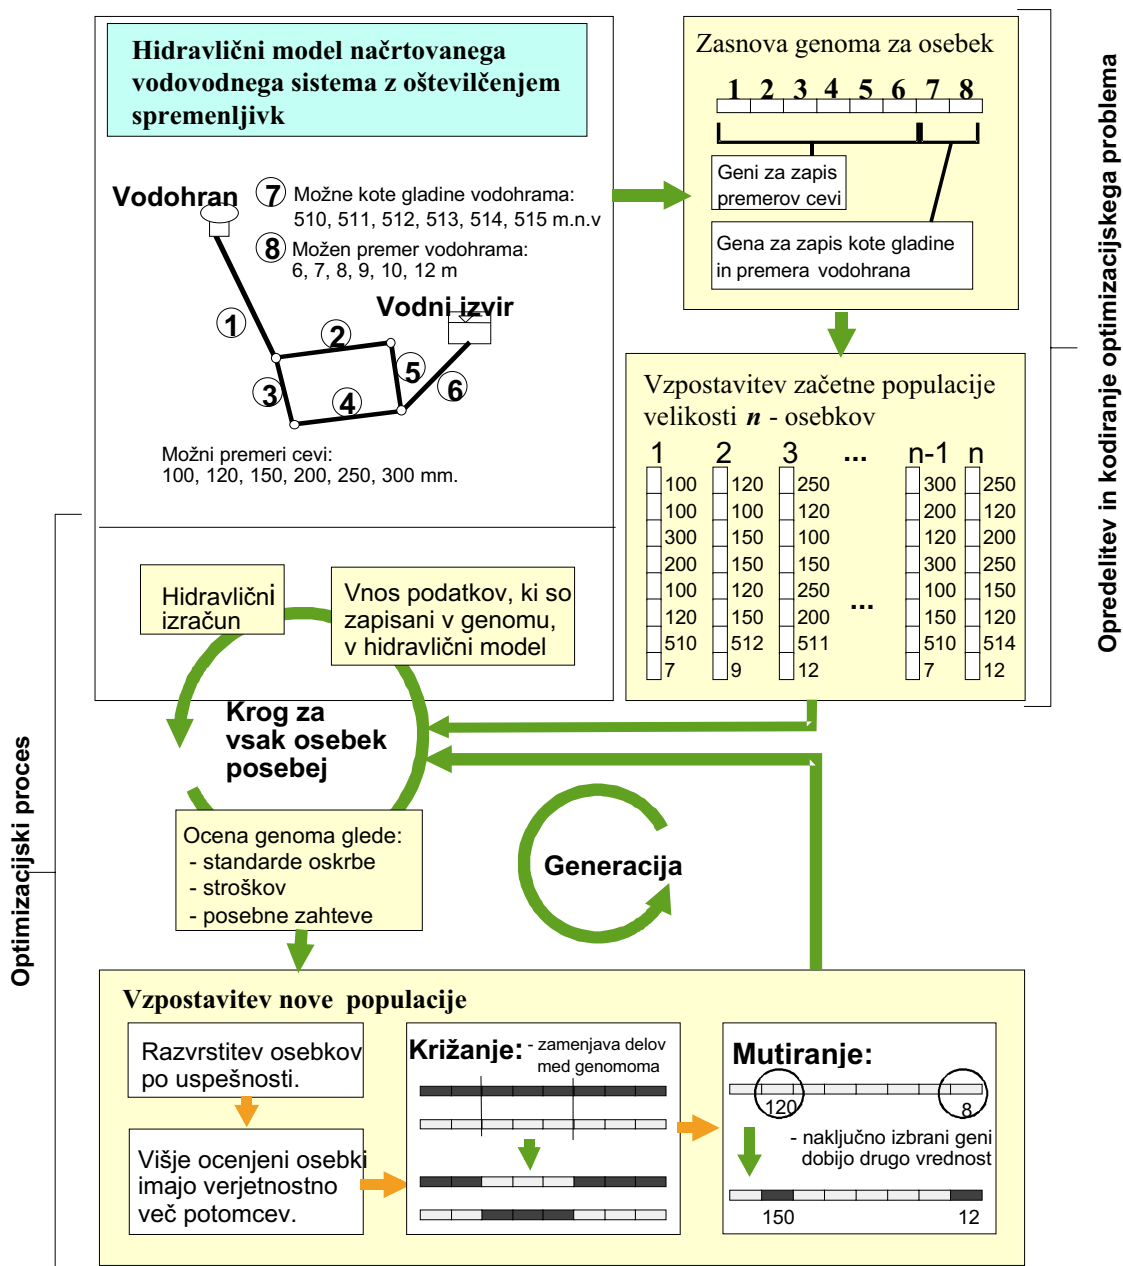 Hidravlični model načrtovanega
vodovodnega sistema z oštevilčenjem
spremenljivk
Vodohran
7 Možne kote gladine vodohrama:
510, 511, 512, 513, 514, 515 m.n.v
8 Možen premer vodohrama:
6, 7, 8, 9, 10, 12 m
Vodni izvir
1
2
3
4
5
6
Možni premeri cevi:
100, 120, 150, 200, 250, 300 mm.
Zasnova genoma za osebek
1 2 3 4 5 6 7 8
Geni za zapis
premerov cevi
Gena za zapis kote gladine
in premera vodohrana
Vzpostavitev začetne populacije
velikosti n - osebkov
1 2 3 ... n-1 n
100 120 250 300 250
100 100 120 200 120
300 150 100 120 200
200 150 150 300 250
100 120 250 100 150
...
120 150 200 150 120
510 512 511 510 514
7 9 12 7 12
Opredelitev in kodiranje optimizacijskega problema
Optimizacijski proces
Hidravlični
izračun
Vnos podatkov, ki so
zapisani v genomu,
v hidravlični model
Krog za
vsak osebek
posebej
Ocena genoma glede:
- standarde oskrbe
- stroškov
- posebne zahteve
Generacija
Vzpostavitev nove populacije
Razvrstitev osebkov
po uspešnosti.
Višje ocenjeni osebki
imajo verjetnostno
več potomcev.
Križanje: - zamenjava delov
med genomoma
Mutiranje:
120 8
- naključno izbrani geni
dobijo drugo vrednost
150 12